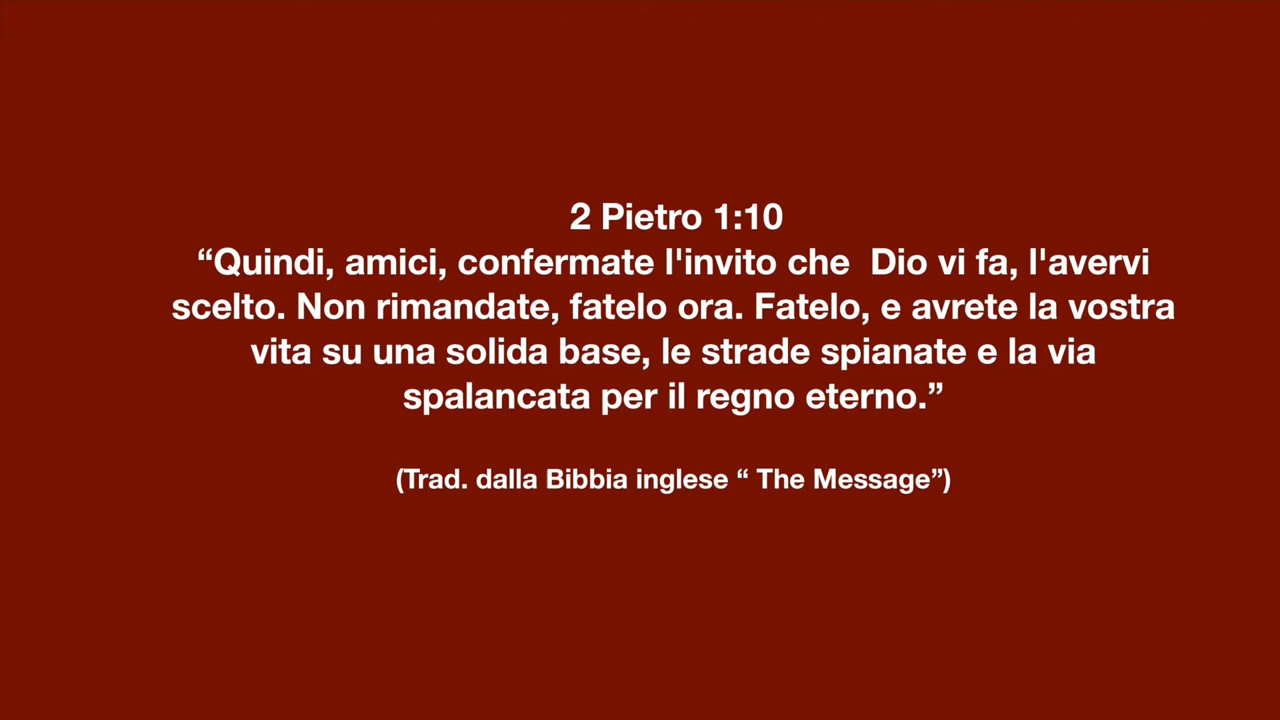 2 Pietro 1:10
“Quindi, amici, confermate l'invito che  Dio vi fa, l'avervi
scelto. Non rimandate, fatelo ora. Fatelo, e avrete la vostra
vita su una solida base, le strade spianate e la via
spalancata per il regno eterno.”
(Trad. dalla Bibbia inglese “ The Message”)